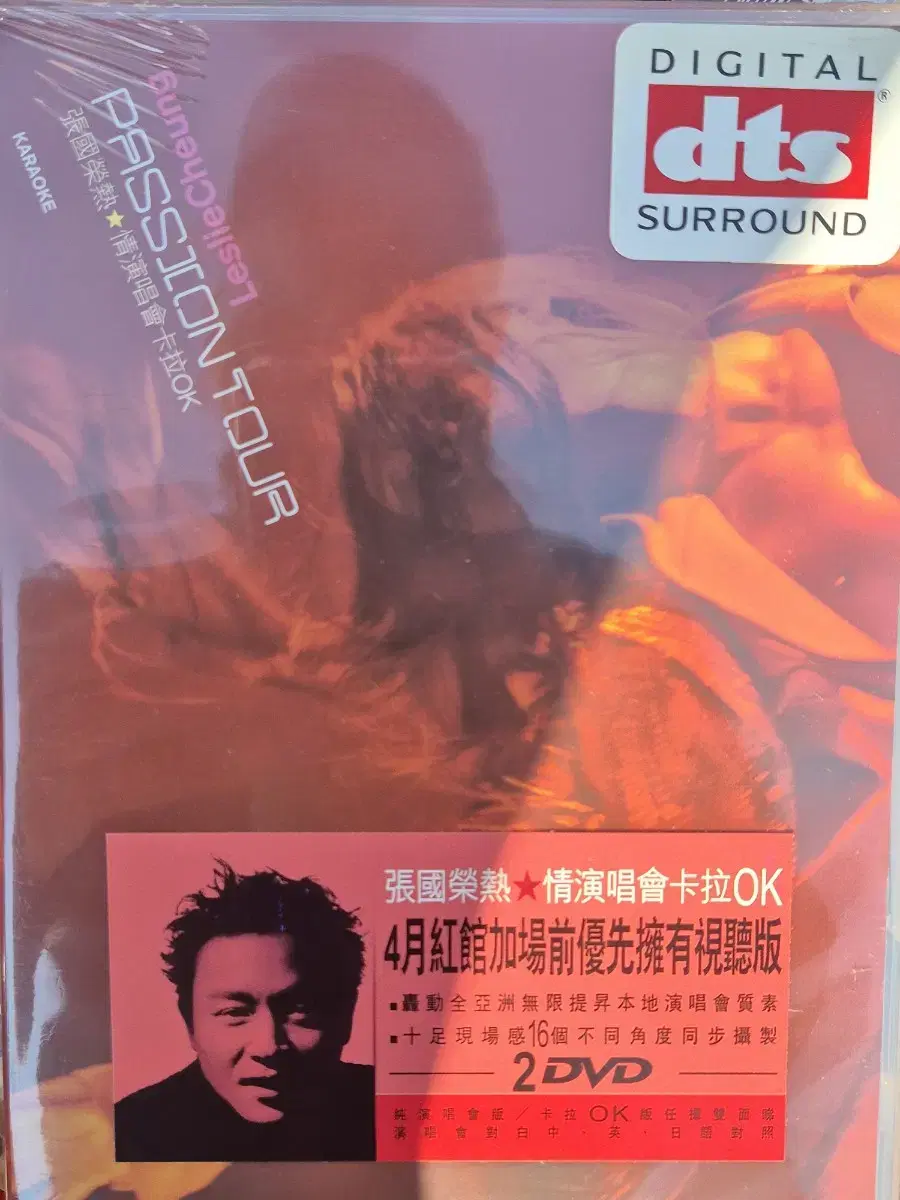 DIGITAL
dts®
SURROUND
LeslieCheung
PASSION TOUR
張國榮熱★情演唱會卡拉OK
KARAOKE
張國榮熱★情演唱會卡拉OK
4月紅館加場前優先擁有視聽版
■轟動全亞洲無限提昇本地演唱會質素
■十足現場感16個不同角度同步攝製
2DVD
純演唱會版／卡拉OK版任擇雙面睇
演唱會對白中．英．日語對照